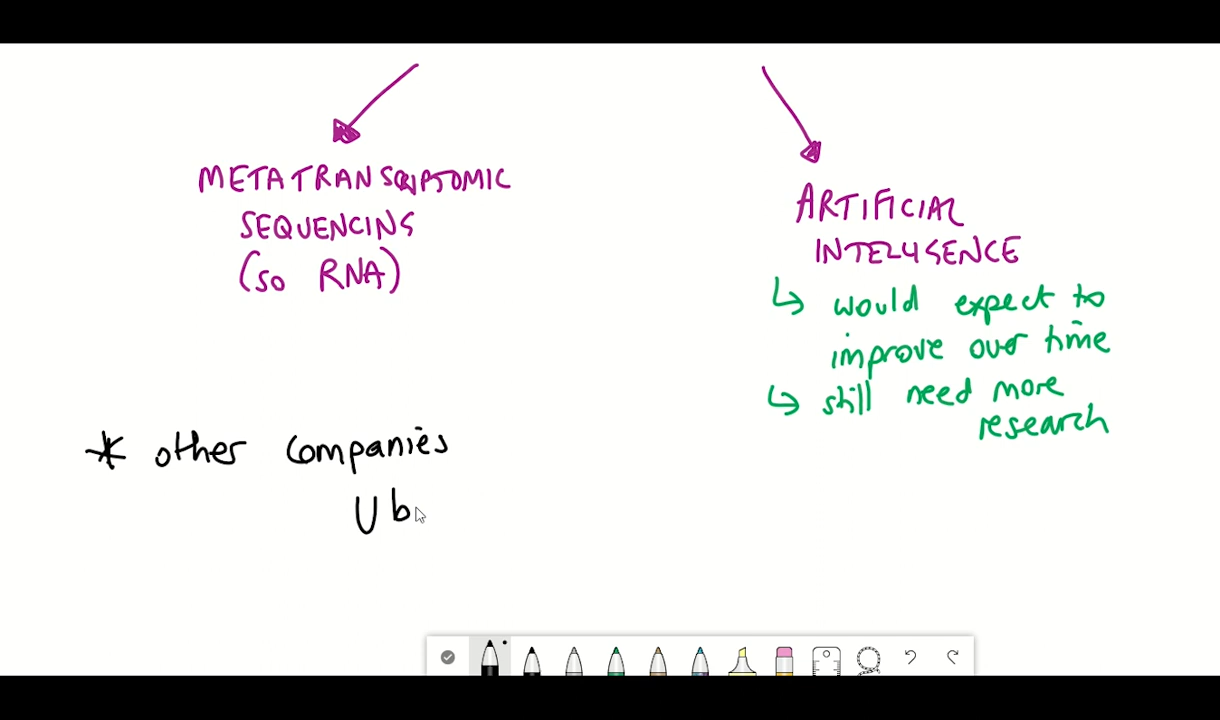 METATRANSCRIPTOMIC
SEQUENCING
(SO RNA)
ARTIFICIAL
INTELLIGENCE
↳ would expect to
improve over time
↳ still need more
research
* other companies
Ub